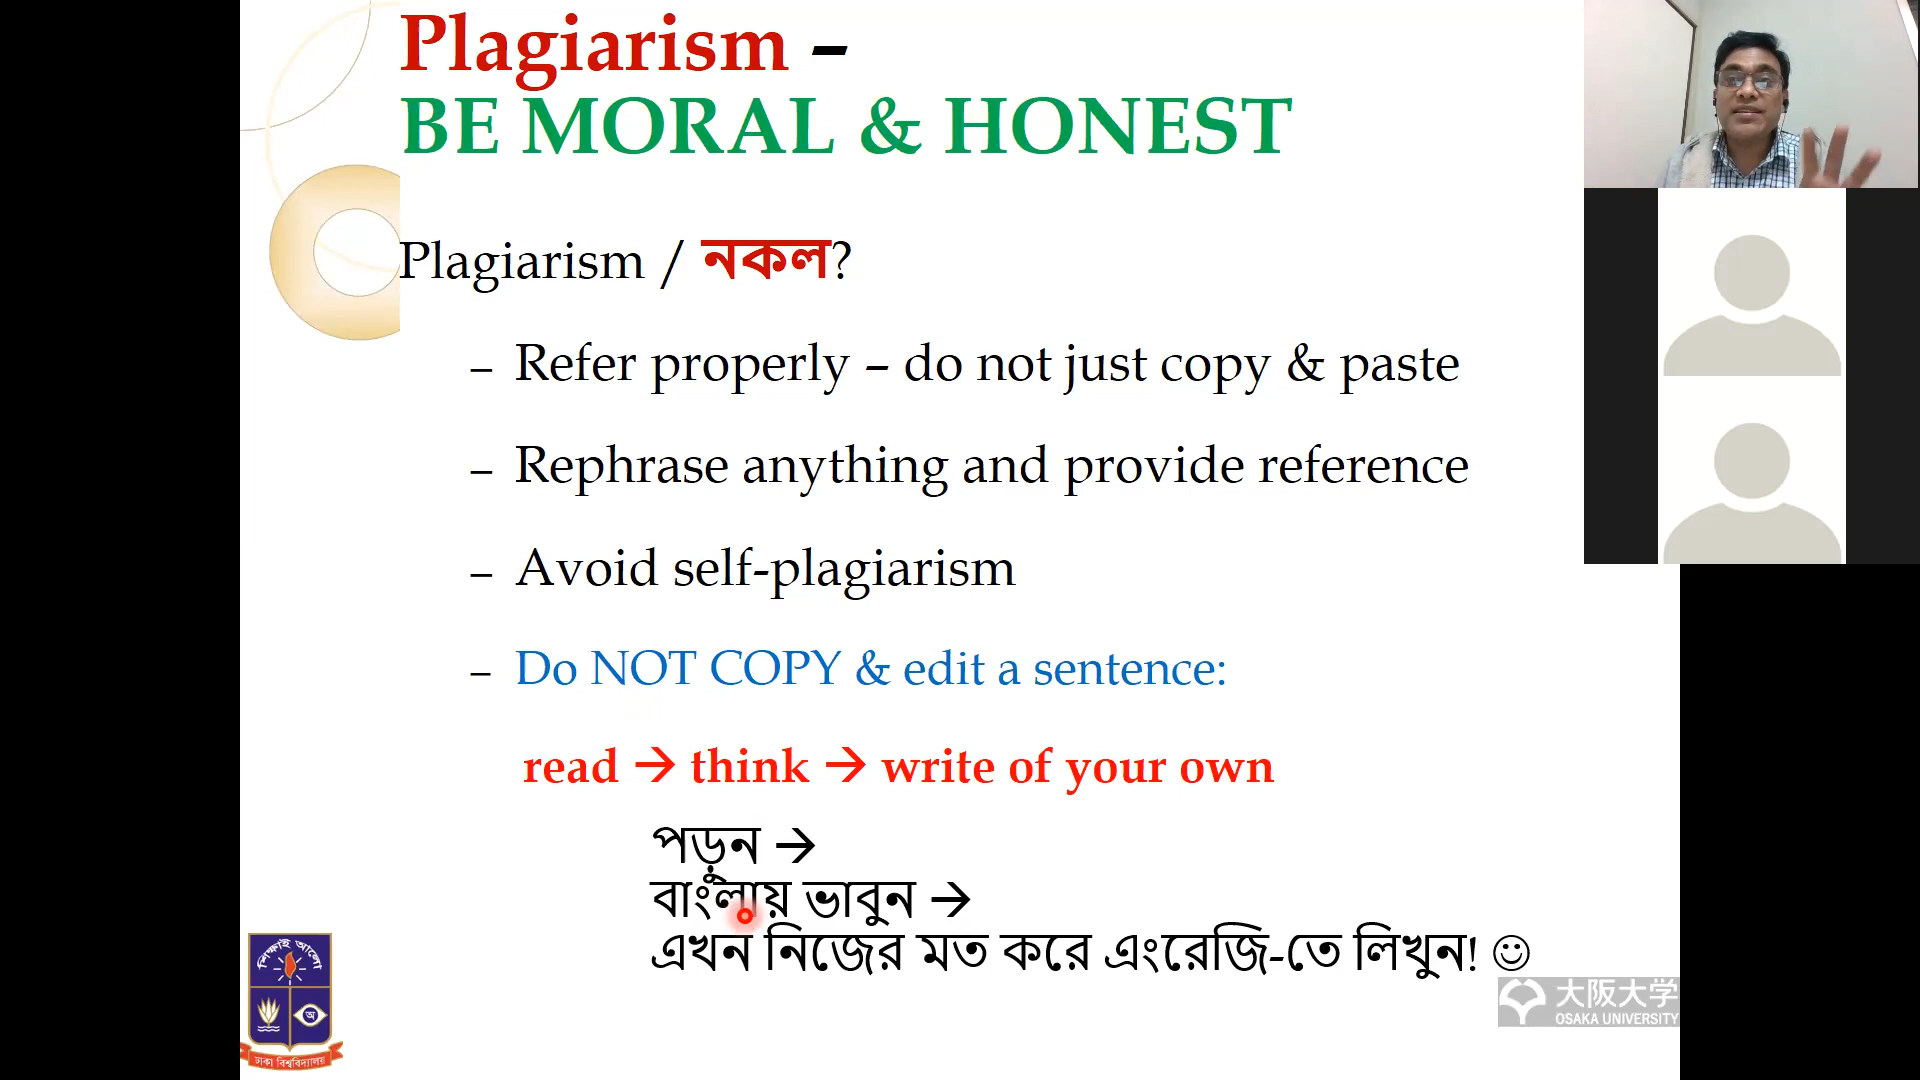 Plagiarism –
BE MORAL & HONEST
Plagiarism / নকল?
– Refer properly – do not just copy & paste
– Rephrase anything and provide reference
– Avoid self-plagiarism
– Do NOT COPY & edit a sentence:
read → think → write of your own
পড়ুন →
বাংলায় ভাবুন →
এখন নিজের মত করে এংরেজি-তে লিখুন! ☺
শিক্ষাই আলো
অ
ঢাকা বিশ্ববিদ্যালয়
大阪大学
OSAKA UNIVERSITY